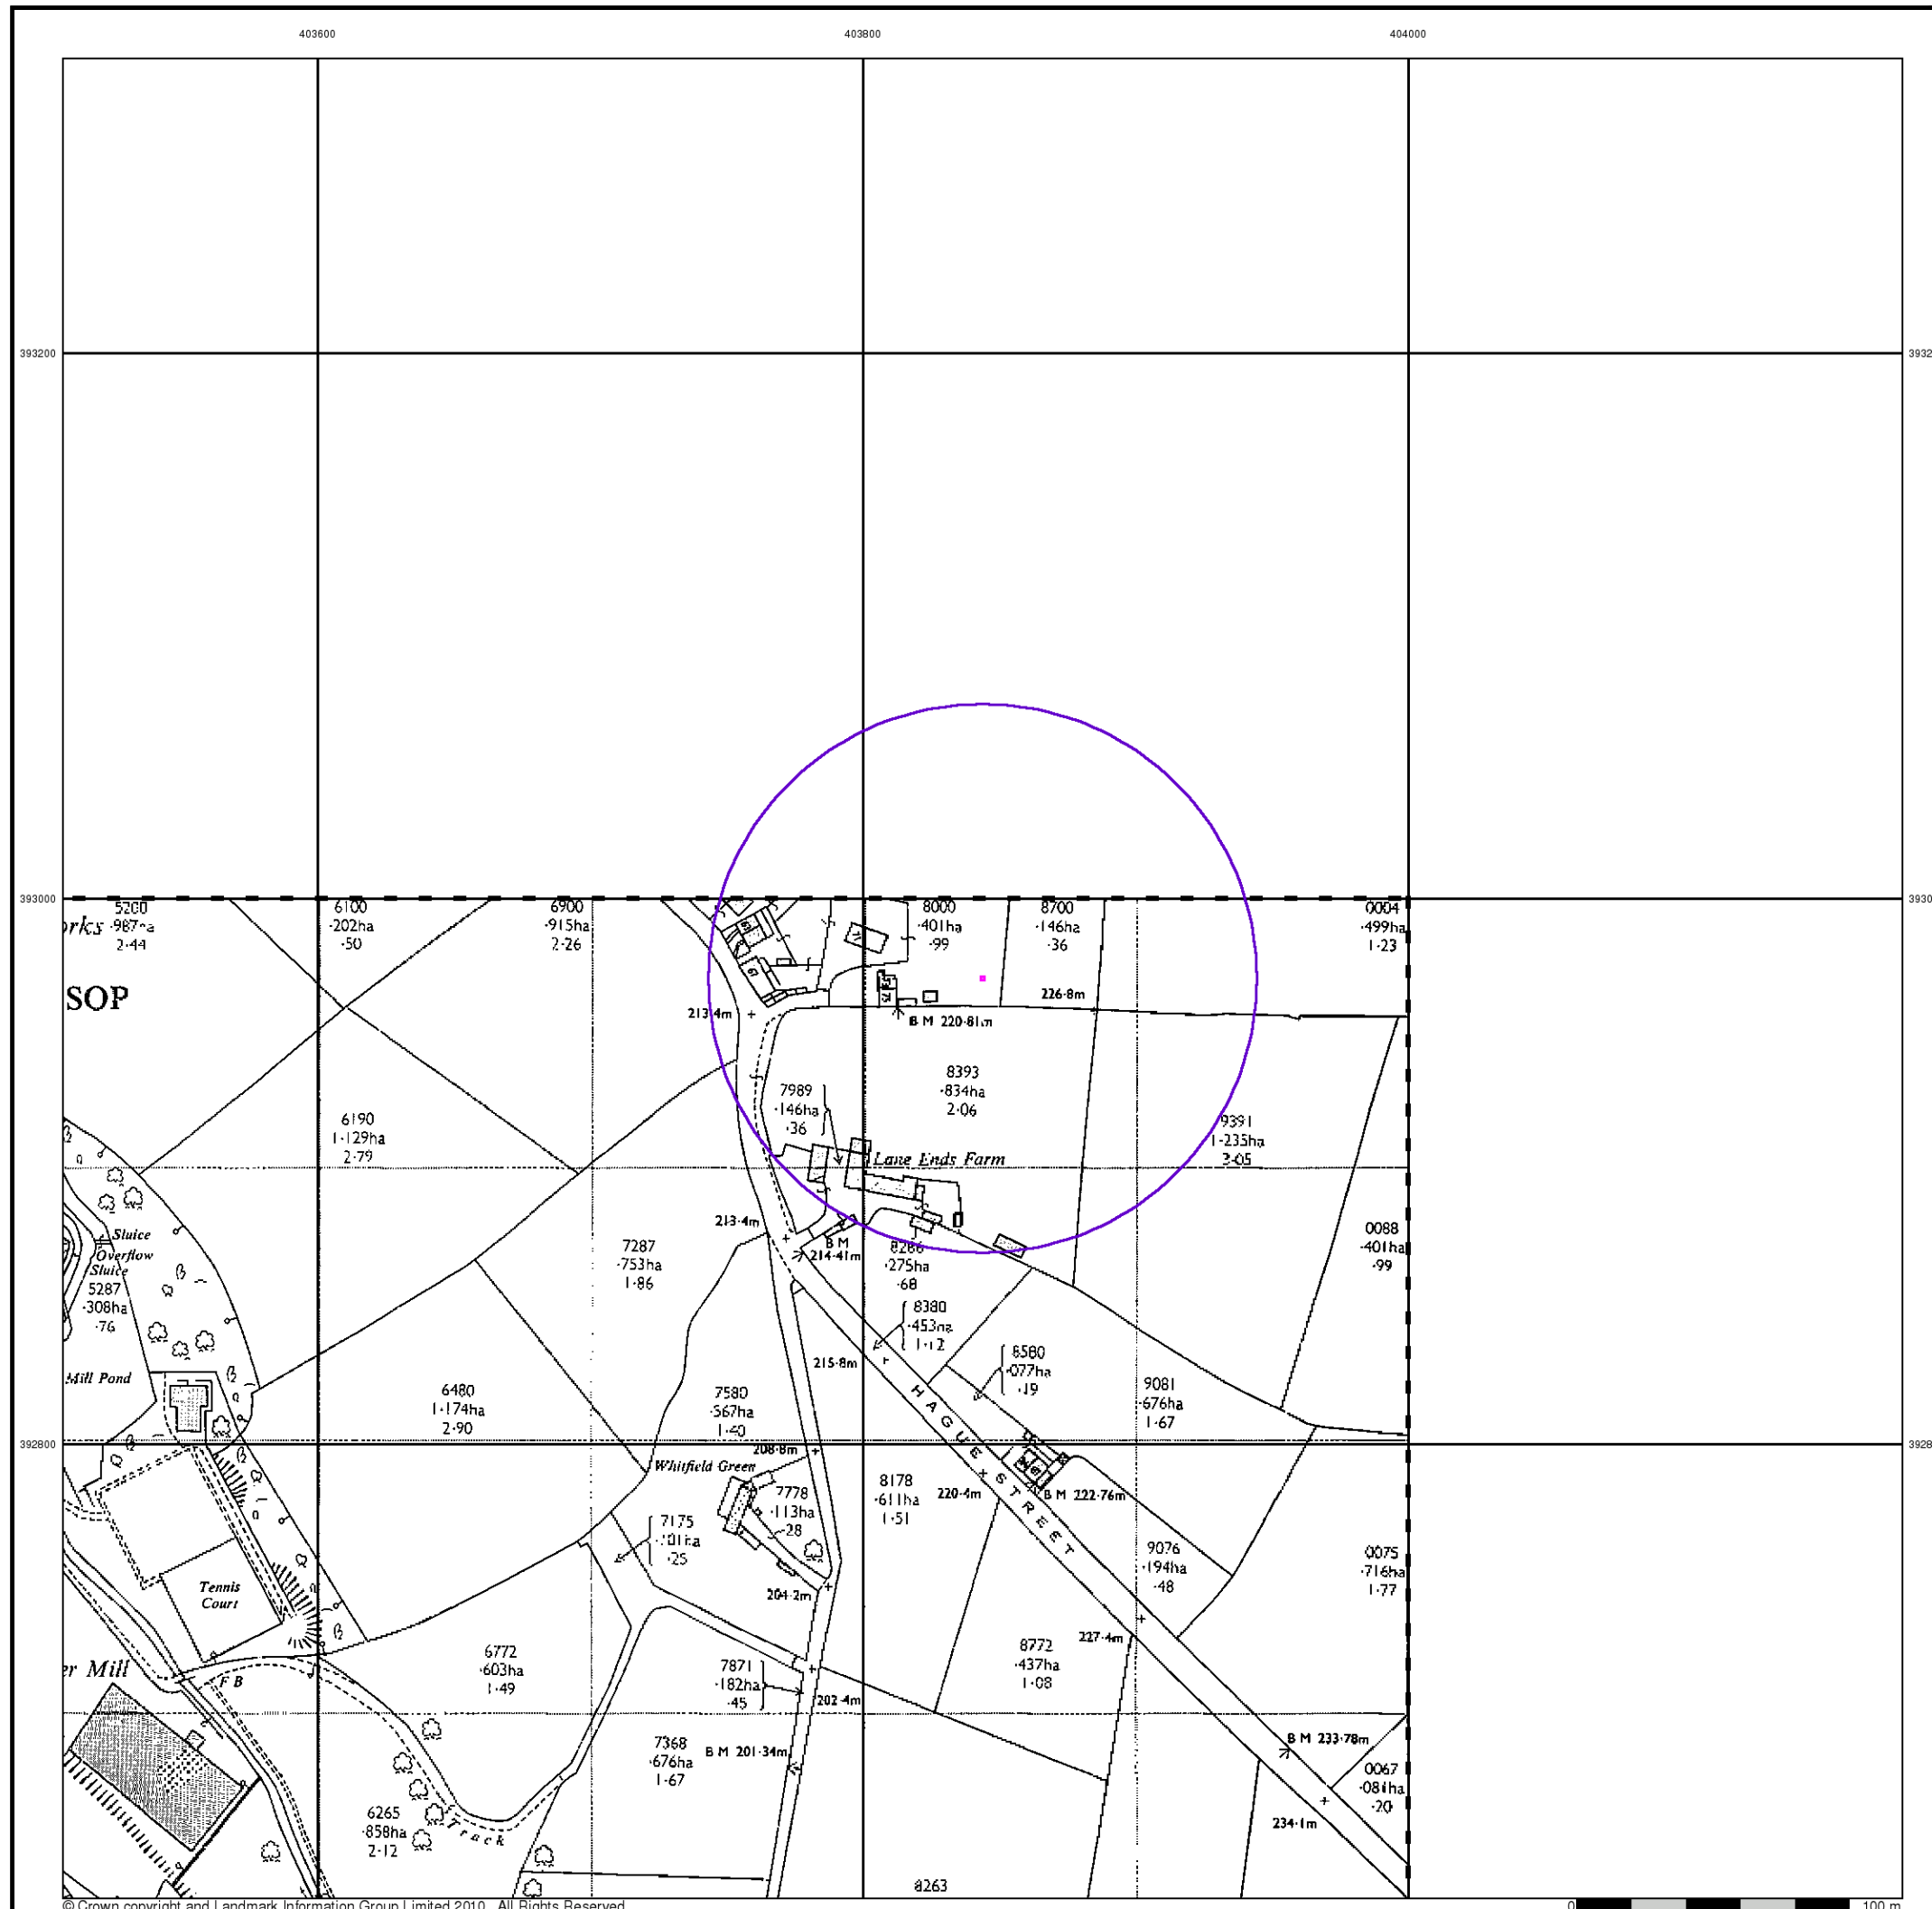 403600
403800
404000
393200
393000
392800
5200
·987ha
2·44
6100
·202ha
·50
6900
·915ha
2·26
8000
·401ha
·99
8700
·146ha
·36
0004
·499ha
1·23
orks
SOP
71
67
226·8m
213·4m
B M 220·81m
8393
·834ha
2·06
7989
·146ha
·36
6190
1·129ha
2·79
9391
1·235ha
3·05
Lane Ends Farm
213·4m
B M
214·41m
8286
·275ha
·68
0088
·401ha
·99
Sluice
Overflow
Sluice
5287
·308ha
·76
7287
·753ha
1·86
8380
·453ha
1·12
215·8m
8580
·077ha
·19
Mill Pond
6480
1·174ha
2·90
7580
·567ha
1·40
9081
·676ha
1·67
HAGUE STREET
208·8m
Whitfield Green
7778
·113ha
·28
8178
·611ha
1·51
220·4m
B M 222·76m
7175
·101ha
·25
9076
·194ha
·48
0075
·716ha
1·77
Tennis
Court
204·2m
er Mill
F B
6772
·603ha
1·49
7871
·182ha
·45
202·4m
8772
·437ha
1·08
227·4m
7368
·676ha
1·67
B M 201·34m
B M 233·78m
0067
·081ha
·20
6265
·858ha
2·12
Track
234·1m
8263
© Crown copyright and Landmark Information Group Limited 2010. All Rights Reserved.
0
100 m